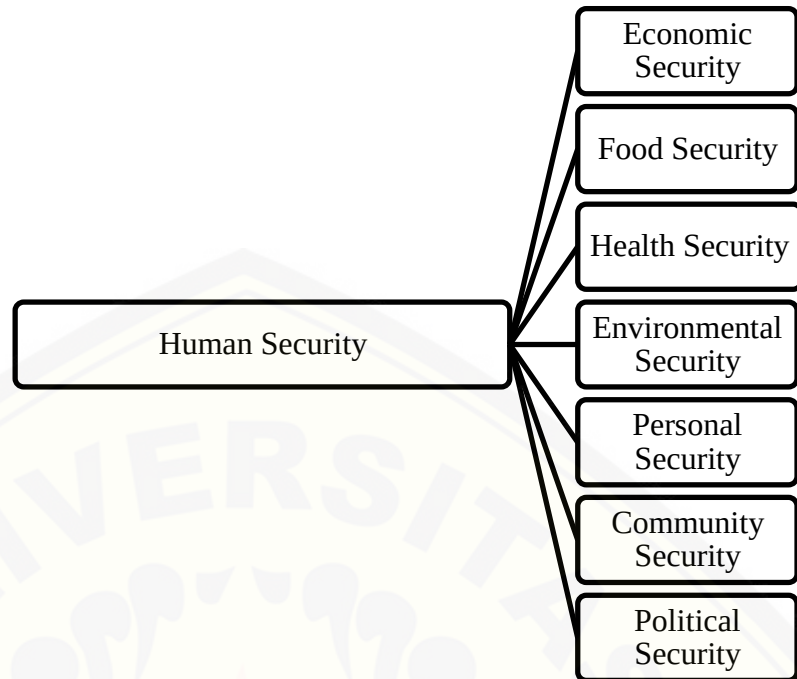 Human Security
Economic
Security
Food Security
Health Security
Environmental
Security
Personal
Security
Community
Security
Political
Security